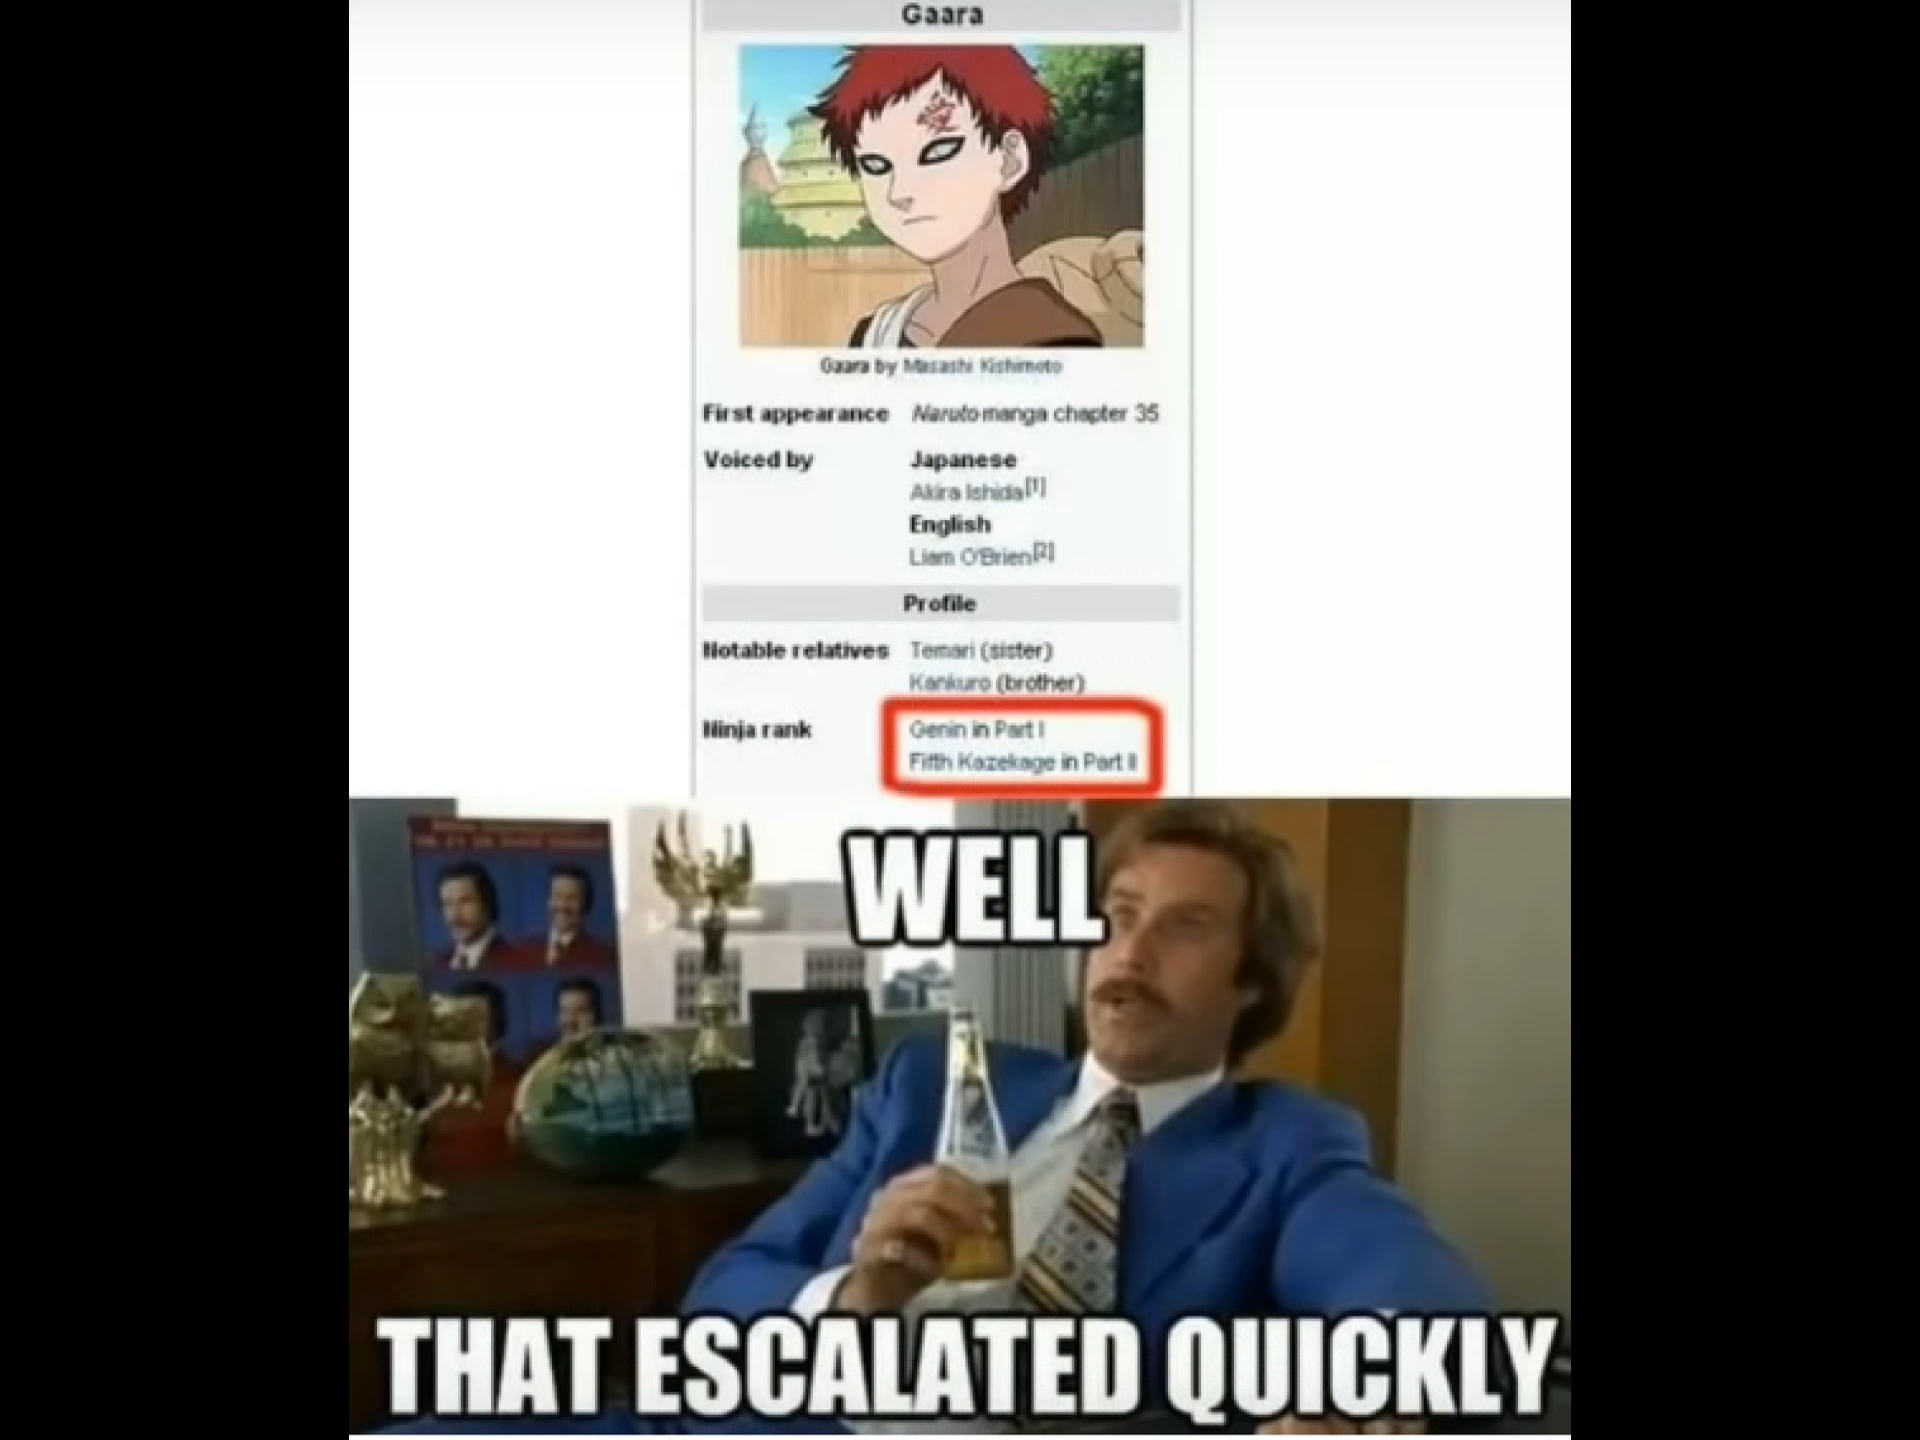 Gaara
Gaara by Masashi Kishimoto
First appearance Naruto manga chapter 35
Voiced by Japanese
Akira Ishida[1]
English
Liam O'Brien[2]
Profile
Notable relatives Temari (sister)
Kankuro (brother)
Ninja rank Genin in Part I
Fifth Kazekage in Part II
WELL
THAT ESCALATED QUICKLY